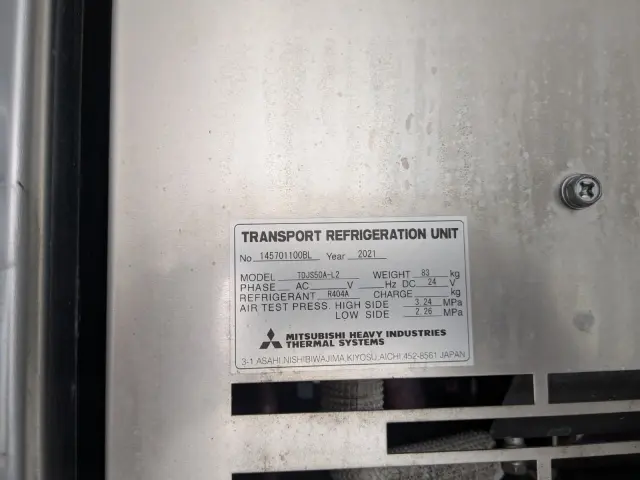 TRANSPORT REFRIGERATION UNIT
No 145701100BL Year 2021
MODEL TDJS50A-L2 WEIGHT 83 kg
PHASE AC V Hz DC 24 V
REFRIGERANT R404A CHARGE kg
AIR TEST PRESS. HIGH SIDE 3.24 MPa
LOW SIDE 2.26 MPa
MITSUBISHI HEAVY INDUSTRIES
THERMAL SYSTEMS
3-1 ASAHI,NISHIBIWAJIMA,KIYOSU,AICHI,452-8561 JAPAN